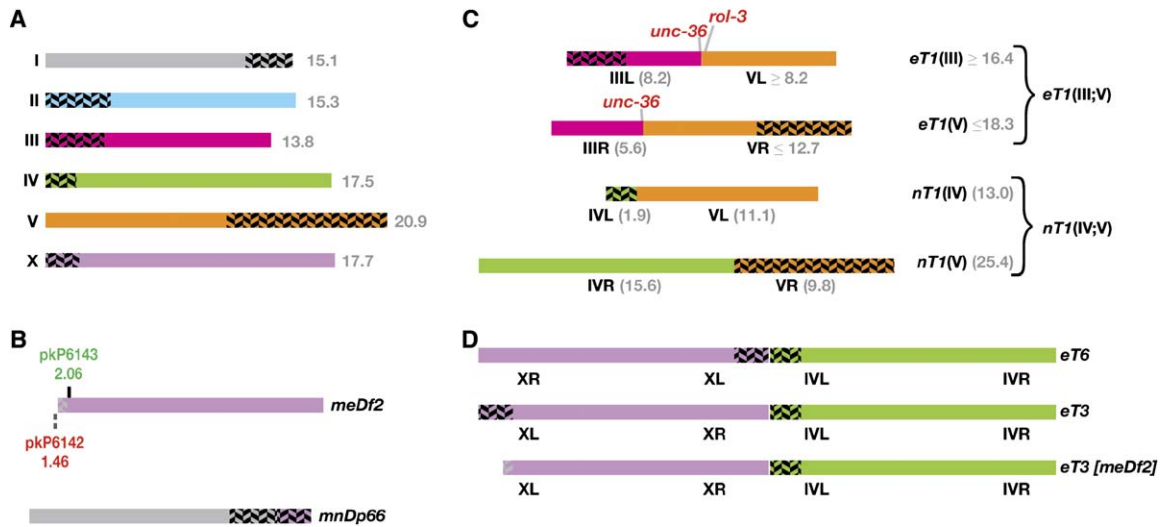 A
I 15.1
II 15.3
III 13.8
IV 17.5
V 20.9
X 17.7
B
pkP6143
2.06
meDf2
pkP6142
1.46
mnDp66
C
rol-3
unc-36
eT1(III) ≥ 16.4
IIIL (8.2) VL ≥ 8.2
eT1(III;V)
unc-36
eT1(V) ≤18.3
IIIR (5.6) VR ≤ 12.7
nT1(IV) (13.0)
IVL (1.9) VL (11.1)
nT1(IV;V)
nT1(V) (25.4)
IVR (15.6) VR (9.8)
D
eT6
XR XL IVL IVR
eT3
XL XR IVL IVR
eT3 [meDf2]
XL XR IVL IVR